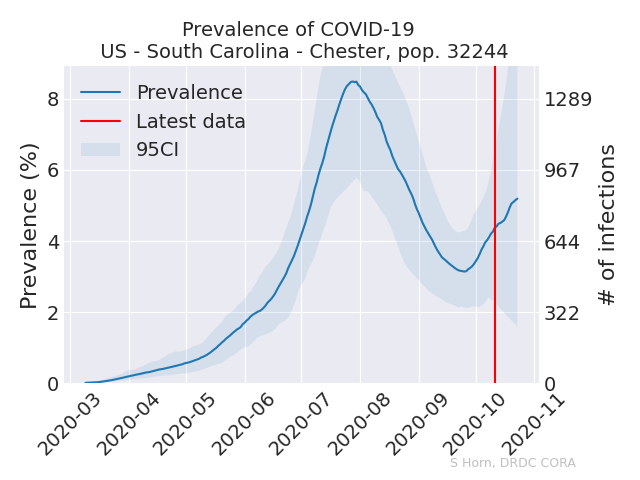 Prevalence of COVID-19
US - South Carolina - Chester, pop. 32244
Prevalence
Latest data
95CI
Prevalence (%)
8
6
4
2
0
1289
967
644
322
0
# of infections
2020-03
2020-04
2020-05
2020-06
2020-07
2020-08
2020-09
2020-10
2020-11
S Horn, DRDC CORA